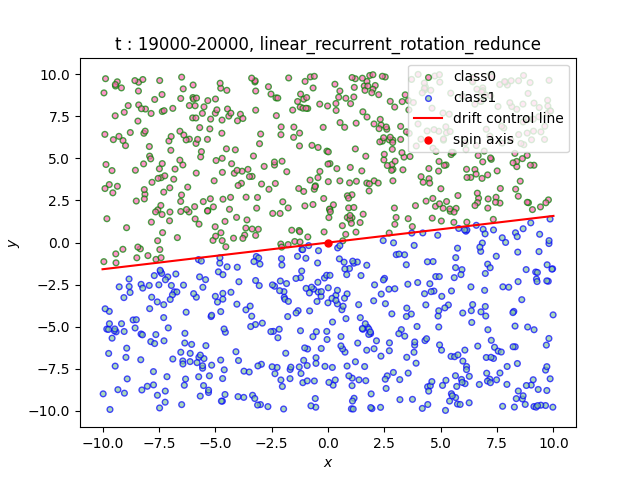 t : 19000-20000, linear_recurrent_rotation_redunce
class0
class1
drift control line
spin axis
10.0
7.5
5.0
2.5
0.0
−2.5
−5.0
−7.5
−10.0
y
−10.0 −7.5 −5.0 −2.5 0.0 2.5 5.0 7.5 10.0
x